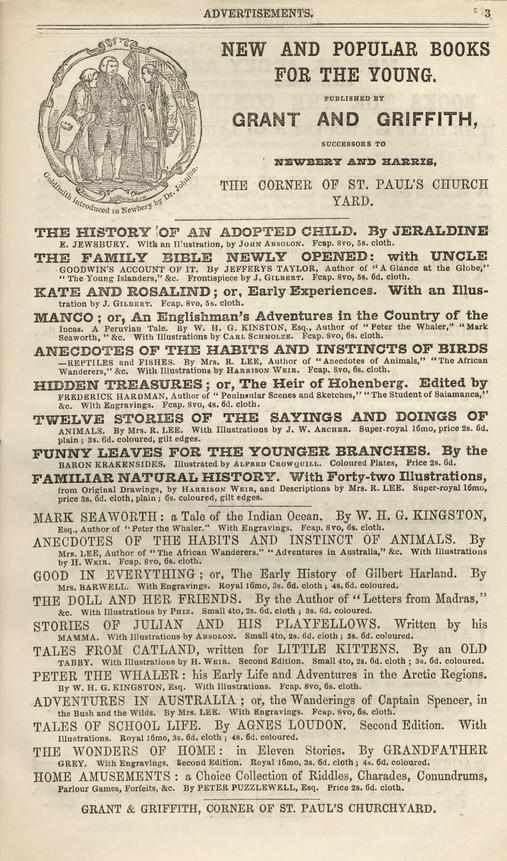 ADVERTISEMENTS. 3
NEW AND POPULAR BOOKS
FOR THE YOUNG.
PUBLISHED BY
GRANT AND GRIFFITH,
SUCCESSORS TO
NEWBERY AND HARRIS,
THE CORNER OF ST. PAUL'S CHURCH
YARD.
Goldsmith introduced to Newbery by Dr. Johnson.
THE HISTORY OF AN ADOPTED CHILD. By JERALDINE
E. JEWSBURY. With an Illustration, by JOHN ABSOLON. Fcap. 8vo, 5s. cloth.
THE FAMILY BIBLE NEWLY OPENED: with UNCLE
GOODWIN'S ACCOUNT OF IT. By JEFFERYS TAYLOR, Author of "A Glance at the Globe,"
"The Young Islanders," &c. Frontispiece by J. GILBERT. Fcap. 8vo, 5s. 6d. cloth.
KATE AND ROSALIND; or, Early Experiences. With an Illus-
tration by J. GILBERT. Fcap. 8vo, 5s. cloth.
MANCO; or, An Englishman's Adventures in the Country of the
Incas. A Peruvian Tale. By W. H. G. KINSTON, Esq., Author of "Peter the Whaler," "Mark
Seaworth," &c. With Illustrations by CARL SCHMOLZE. Fcap. 8vo, 6s. cloth.
ANECDOTES OF THE HABITS AND INSTINCTS OF BIRDS
—REPTILES and FISHES. By Mrs. R. LEE, Author of "Anecdotes of Animals," "The African
Wanderers," &c. With Illustrations by HARRISON WEIR. Fcap. 8vo, 6s. cloth.
HIDDEN TREASURES; or, The Heir of Hohenberg. Edited by
FREDERICK HARDMAN, Author of "Peninsular Scenes and Sketches," "The Student of Salamanca,"
&c. With Engravings. Fcap. 8vo, 4s. 6d. cloth.
TWELVE STORIES OF THE SAYINGS AND DOINGS OF
ANIMALS. By Mrs. R. LEE. With Illustrations by J. W. ARCHER. Super-royal 16mo, price 2s. 6d.
plain; 3s. 6d. coloured, gilt edges.
FUNNY LEAVES FOR THE YOUNGER BRANCHES. By the
BARON KRAKENSIDES. Illustrated by ALFRED CROWQUILL. Coloured Plates, Price 2s. 6d.
FAMILIAR NATURAL HISTORY. With Forty-two Illustrations,
from Original Drawings, by HARRISON WEIR, and Descriptions by Mrs. R. LEE. Super-royal 16mo,
price 3s. 6d. cloth, plain; 6s. coloured, gilt edges.
MARK SEAWORTH: a Tale of the Indian Ocean. By W. H. G. KINGSTON,
Esq., Author of "Peter the Whaler." With Engravings. Fcap. 8vo, 6s. cloth.
ANECDOTES OF THE HABITS AND INSTINCT OF ANIMALS. By
Mrs. LEE, Author of "The African Wanderers." "Adventures in Australia," &c. With Illustrations
by H. WEIR. Fcap. 8vo, 6s. cloth.
GOOD IN EVERYTHING; or, The Early History of Gilbert Harland. By
Mrs. BARWELL. With Engravings. Royal 16mo, 3s. 6d. cloth; 4s. 6d. coloured.
THE DOLL AND HER FRIENDS. By the Author of "Letters from Madras,"
&c. With Illustrations by PHIZ. Small 4to, 2s. 6d. cloth; 3s. 6d. coloured.
STORIES OF JULIAN AND HIS PLAYFELLOWS. Written by his
MAMMA. With Illustrations by ABSOLON. Small 4to, 2s. 6d. cloth; 3s. 6d. coloured.
TALES FROM CATLAND, written for LITTLE KITTENS. By an OLD
TABBY. With Illustrations by H. WEIR. Second Edition. Small 4to, 2s. 6d. cloth; 3s. 6d. coloured.
PETER THE WHALER: his Early Life and Adventures in the Arctic Regions.
By W. H. G. KINGSTON, Esq. With Illustrations. Fcap. 8vo, 6s. cloth.
ADVENTURES IN AUSTRALIA; or, the Wanderings of Captain Spencer, in
the Bush and the Wilds. By Mrs. LEE. With Engravings. Fcap. 8vo, 6s. cloth.
TALES OF SCHOOL LIFE. By AGNES LOUDON. Second Edition. With
Illustrations. Royal 16mo, 3s. 6d. cloth; 4s. 6d. coloured.
THE WONDERS OF HOME: in Eleven Stories. By GRANDFATHER
GREY. With Engravings. Second Edition. Royal 16mo, 3s. 6d. cloth; 4s. 6d. coloured.
HOME AMUSEMENTS: a Choice Collection of Riddles, Charades, Conundrums,
Parlour Games, Forfeits, &c. By PETER PUZZLEWELL, Esq. Price 2s. 6d. cloth.
GRANT & GRIFFITH, CORNER OF ST. PAUL'S CHURCHYARD.